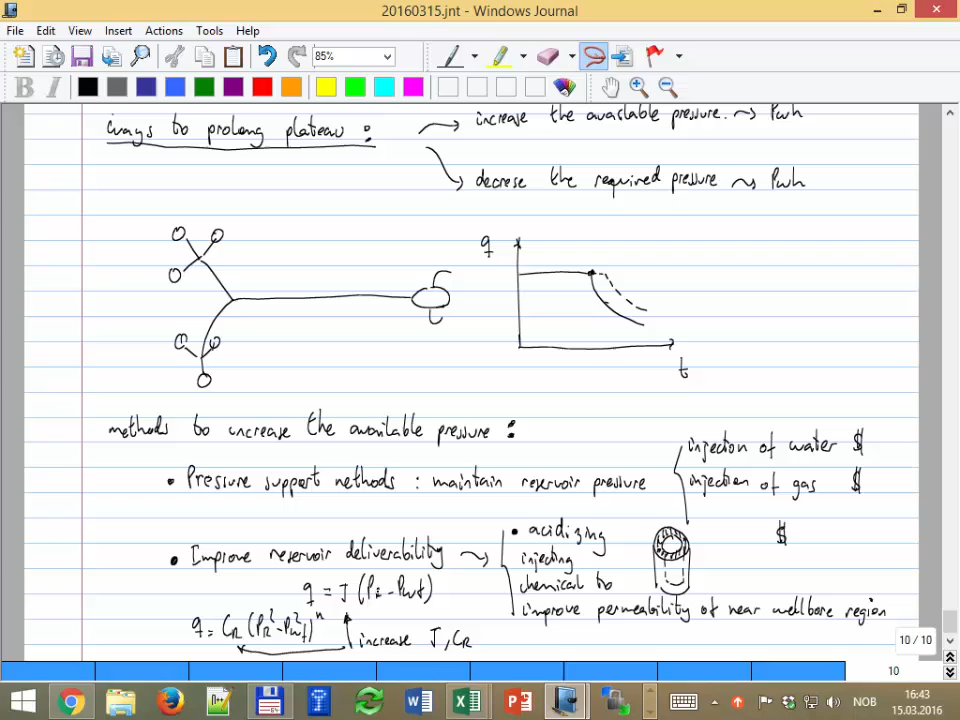 20160315.jnt - Windows Journal
File Edit View Insert Actions Tools Help
85%
B I
ways to prolong plateau :
increase the available pressure. ~> Pwh
decrese the required pressure ~> Pwh
q
t
methods to increase the available pressure :
• Pressure support methods : maintain reservoir pressure
injection of water $
injection of gas $
$
• Improve reservoir deliverability ~>
• acidizing
injecting
chemical to
improve permeability of near wellbore region
q = J (PR - Pwf)
q = CR (PR² - Pwf²)ⁿ
increase J, CR
10 / 10
10
NOB
16:43
15.03.2016